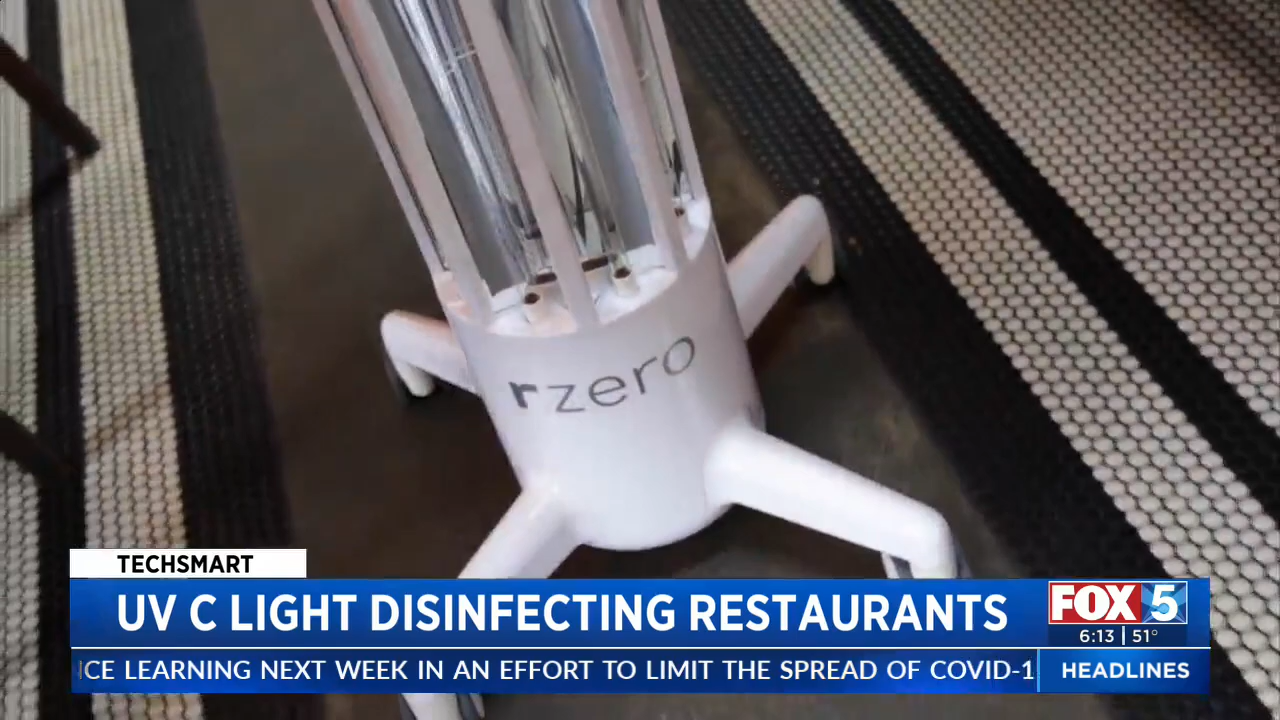 rzero
TECHSMART
UV C LIGHT DISINFECTING RESTAURANTS
FOX 5
6:13 | 51°
CE LEARNING NEXT WEEK IN AN EFFORT TO LIMIT THE SPREAD OF COVID-1
HEADLINES